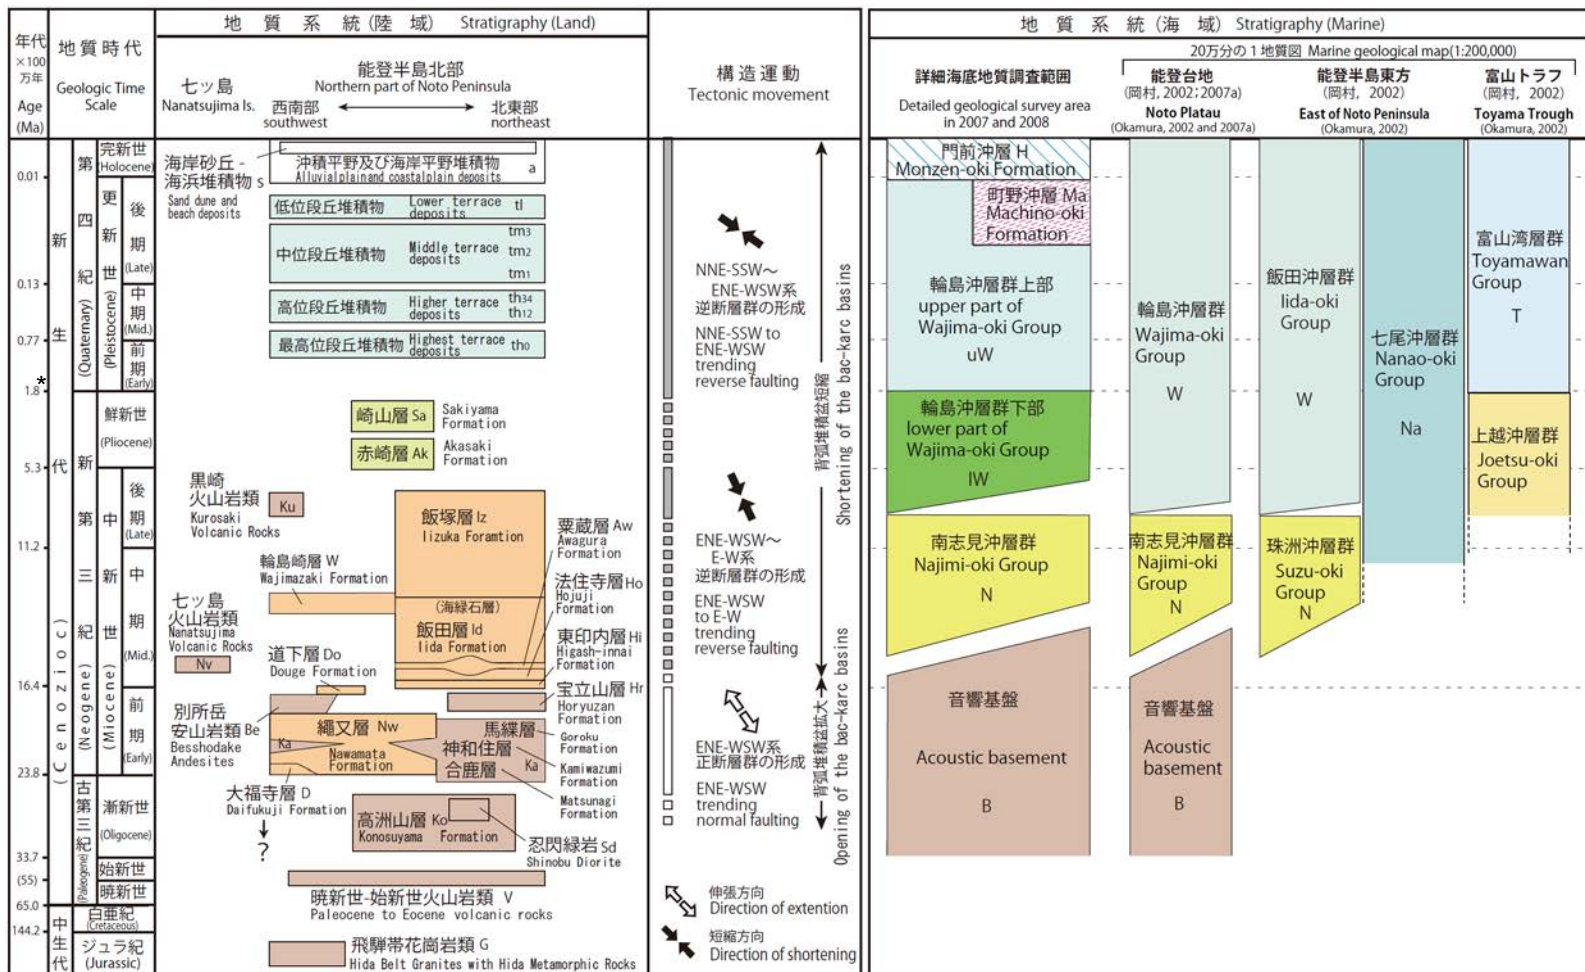 地 質 系 統 ( 陸 域 ) Stratigraphy (Land)
年代
×100
万年
Age
(Ma)
地 質 時 代
Geologic Time
Scale
七ッ島
Nanatsujima Is.
能登半島北部
Northern part of Noto Peninsula
西南部
southwest
北東部
northeast
構 造 運 動
Tectonic movement
0.01
0.13
0.77
*
1.8
5.3
11.2
16.4
23.8
33.7
(55)
65.0
144.2
新 生 代 (Cenozoic)
中 生 代
第 四 紀 (Quaternary)
新 第 三 紀 (Neogene)
古第三紀 (Paleogene)
完新世
(Holocene)
更 新 世 (Pleistocene)
後 期 (Late)
中 期 (Mid.)
前 期 (Early)
鮮新世
(Pliocene)
中 新 世 (Miocene)
後 期 (Late)
中 期 (Mid.)
前 期 (Early)
漸新世
(Oligocene)
始新世
暁新世
白亜紀
(Cretaceous)
ジュラ紀
(Jurassic)
海岸砂丘 -
海浜堆積物 s
Sand dune and
beach deposits
沖積平野及び海岸平野堆積物
Alluvial plain and coastal plain deposits
a
低位段丘堆積物 Lower terrace
deposits
tl
中位段丘堆積物 Middle terrace
deposits
tm3
tm2
tm1
高位段丘堆積物 Higher terrace
deposits
th34
th12
最高位段丘堆積物 Highest terrace
deposits
th0
崎山層 Sa
Sakiyama
Formation
赤崎層 Ak
Akasaki
Formation
黒崎
火山岩類
Kurosaki
Volcanic Rocks
Ku
飯塚層 Iz
Iizuka Foramtion
粟蔵層 Aw
Awagura
Formation
輪島崎層 W
Wajimazaki Formation
法住寺層 Ho
Hojuji
Formation
七ッ島
火山岩類
Nanatsujima
Volcanic Rocks
Nv
(海緑石層)
飯田層 Id
Iida Formation
東印内層 Hi
Higash-innai
Formation
道下層 Do
Douge Formation
宝立山層 Hr
Horyuzan
Formation
別所岳
安山岩類 Be
Besshodake
Andesites
縄又層 Nw
Nawamata
Formation
Ka
馬緤層
Goroku
Formation
神和住層
Ka
Kamiwazumi
Formation
合鹿層
Matsunagi
Formation
大福寺層 D
Daifukuji Formation
?
高洲山層 Ko
Konosuyama Formation
忍閃緑岩 Sd
Shinobu Diorite
暁新世-始新世火山岩類 V
Paleocene to Eocene volcanic rocks
飛騨帯花崗岩類 G
Hida Belt Granites with Hida Metamorphic Rocks
NNE-SSW～
ENE-WSW系
逆断層群の形成
NNE-SSW to
ENE-WSW
trending
reverse faulting
ENE-WSW～
E-W系
逆断層群の形成
ENE-WSW
to E-W
trending
reverse faulting
ENE-WSW系
正断層群の形成
ENE-WSW
trending
normal faulting
背弧堆積盆短縮
Shortening of the bac-karc basins
背弧堆積盆拡大
Opening of the bac-karc basins
伸張方向
Direction of extention
短縮方向
Direction of shortening
地 質 系 統 ( 海 域 ) Stratigraphy (Marine)
20万分の1 地質図 Marine geological map(1:200,000)
詳細海底地質調査範囲
Detailed geological survey area
in 2007 and 2008
能登台地
(岡村, 2002;2007a)
Noto Platau
(Okamura, 2002 and 2007a)
能登半島東方
(岡村, 2002)
East of Noto Peninsula
(Okamura, 2002)
富山トラフ
(岡村, 2002)
Toyama Trough
(Okamura, 2002)
門前沖層 H
Monzen-oki Formation
町野沖層 Ma
Machino-oki
Formation
輪島沖層群上部
upper part of
Wajima-oki Group
uW
輪島沖層群下部
lower part of
Wajima-oki Group
lW
南志見沖層群
Najimi-oki Group
N
音響基盤
Acoustic basement
B
輪島沖層群
Wajima-oki
Group
W
南志見沖層群
Najimi-oki
Group
N
音響基盤
Acoustic
basement
B
飯田沖層群
Iida-oki
Group
W
珠洲沖層群
Suzu-oki
Group
N
七尾沖層群
Nanao-oki
Group
Na
富山湾層群
Toyamawan
Group
T
上越沖層群
Joetsu-oki
Group